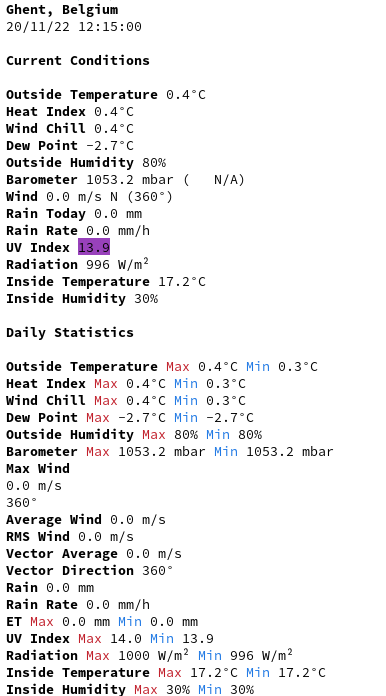 Ghent, Belgium
20/11/22 12:15:00
Current Conditions
Outside Temperature 0.4°C
Heat Index 0.4°C
Wind Chill 0.4°C
Dew Point −2.7°C
Outside Humidity 80%
Barometer 1053.2 mbar (   N/A)
Wind 0.0 m/s N (360°)
Rain Today 0.0 mm
Rain Rate 0.0 mm/h
UV Index 13.9
Radiation 996 W/m²
Inside Temperature 17.2°C
Inside Humidity 30%
Daily Statistics
Outside Temperature Max 0.4°C Min 0.3°C
Heat Index Max 0.4°C Min 0.3°C
Wind Chill Max 0.4°C Min 0.3°C
Dew Point Max −2.7°C Min −2.7°C
Outside Humidity Max 80% Min 80%
Barometer Max 1053.2 mbar Min 1053.2 mbar
Max Wind
0.0 m/s
360°
Average Wind 0.0 m/s
RMS Wind 0.0 m/s
Vector Average 0.0 m/s
Vector Direction 360°
Rain 0.0 mm
Rain Rate 0.0 mm/h
ET Max 0.0 mm Min 0.0 mm
UV Index Max 14.0 Min 13.9
Radiation Max 1000 W/m² Min 996 W/m²
Inside Temperature Max 17.2°C Min 17.2°C
Inside Humidity Max 30% Min 30%